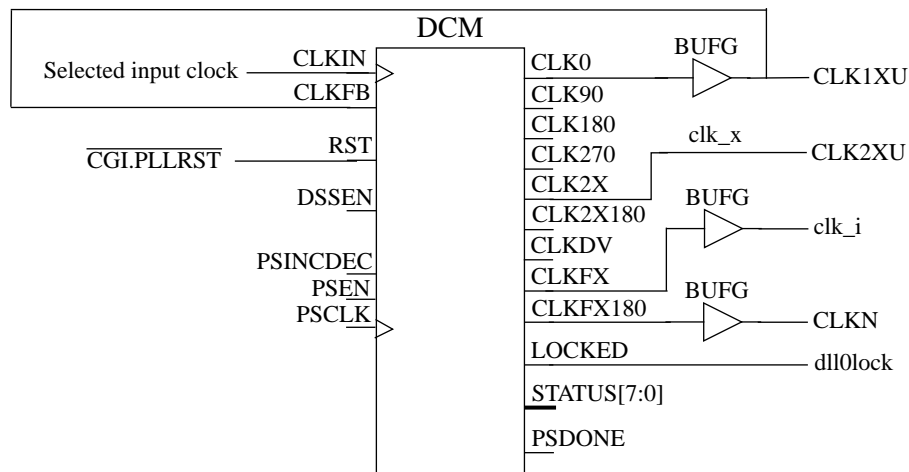 DCM
Selected input clock
CLKIN
CLKFB
CGI.PLLRST
RST
DSSEN
PSINCDEC
PSEN
PSCLK
CLK0
BUFG
CLK1XU
CLK90
CLK180
CLK270
clk_x
CLK2X
CLK2XU
CLK2X180
BUFG
clk_i
CLKDV
CLKFX
BUFG
CLKFX180
CLKN
LOCKED
dll0lock
STATUS[7:0]
PSDONE